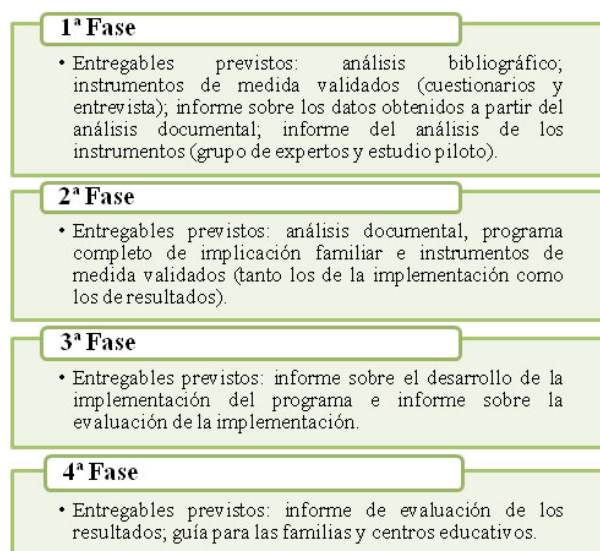 1ª Fase
• Entregables previstos: análisis bibliográfico;
instrumentos de medida validados (cuestionarios y
entrevista); informe sobre los datos obtenidos a partir del
análisis documental; informe del análisis de los
instrumentos (grupo de expertos y estudio piloto).
2ª Fase
• Entregables previstos: análisis documental, programa
completo de implicación familiar e instrumentos de
medida validados (tanto los de la implementación como
los de resultados).
3ª Fase
• Entregables previstos: informe sobre el desarrollo de la
implementación del programa e informe sobre la
evaluación de la implementación.
4ª Fase
• Entregables previstos: informe de evaluación de los
resultados; guía para las familias y centros educativos.